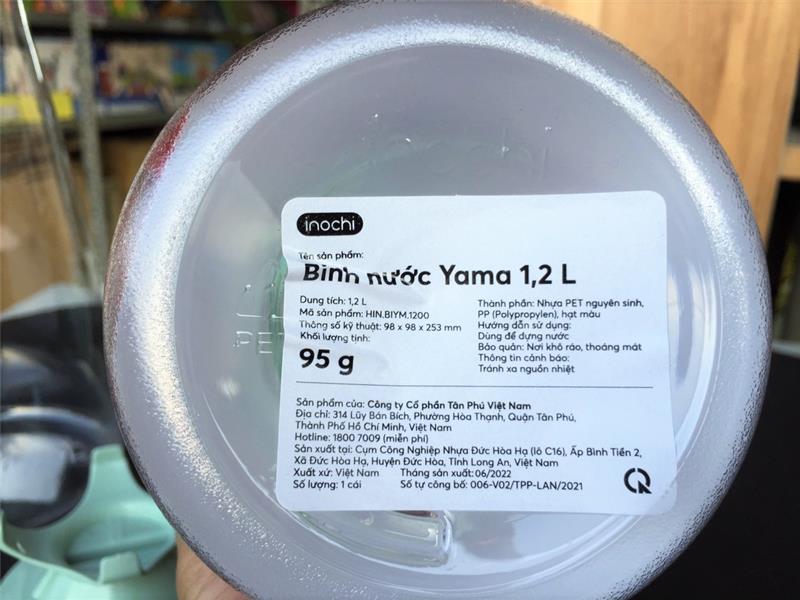 inochi
Tên sản phẩm:
Bình nước Yama 1,2 L
Dung tích: 1,2 L
Mã sản phẩm: HIN.BIYM.1200
Thông số kỹ thuật: 98 x 98 x 253 mm
Khối lượng tịnh:
95 g
Thành phần: Nhựa PET nguyên sinh,
PP (Polypropylen), hạt màu
Hướng dẫn sử dụng:
Dùng để đựng nước
Bảo quản: Nơi khô ráo, thoáng mát
Thông tin cảnh báo:
Tránh xa nguồn nhiệt
Sản phẩm của: Công ty Cổ phần Tân Phú Việt Nam
Địa chỉ: 314 Lũy Bán Bích, Phường Hòa Thạnh, Quận Tân Phú,
Thành Phố Hồ Chí Minh, Việt Nam
Hotline: 1800 7009 (miễn phí)
Sản xuất tại: Cụm Công Nghiệp Nhựa Đức Hòa Hạ (lô C16), Ấp Bình Tiền 2,
Xã Đức Hòa Hạ, Huyện Đức Hòa, Tỉnh Long An, Việt Nam
Xuất xứ: Việt Nam Tháng sản xuất: 06/2022
Số lượng: 1 cái Số tự công bố: 006-V02/TPP-LAN/2021